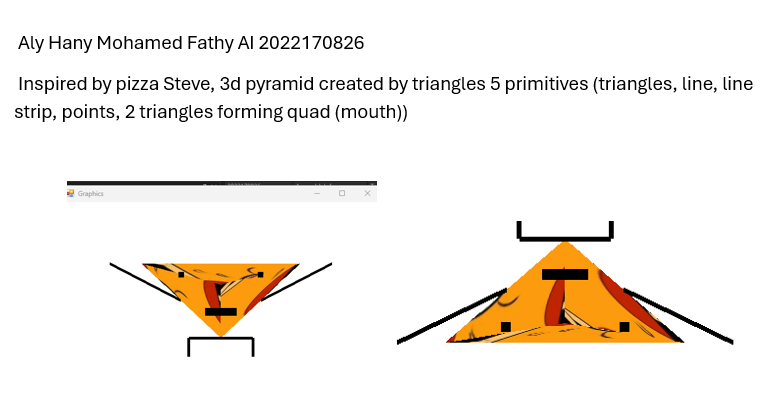 Aly Hany Mohamed Fathy AI 2022170826
Inspired by pizza Steve, 3d pyramid created by triangles 5 primitives (triangles, line, line
strip, points, 2 triangles forming quad (mouth))
Graphics